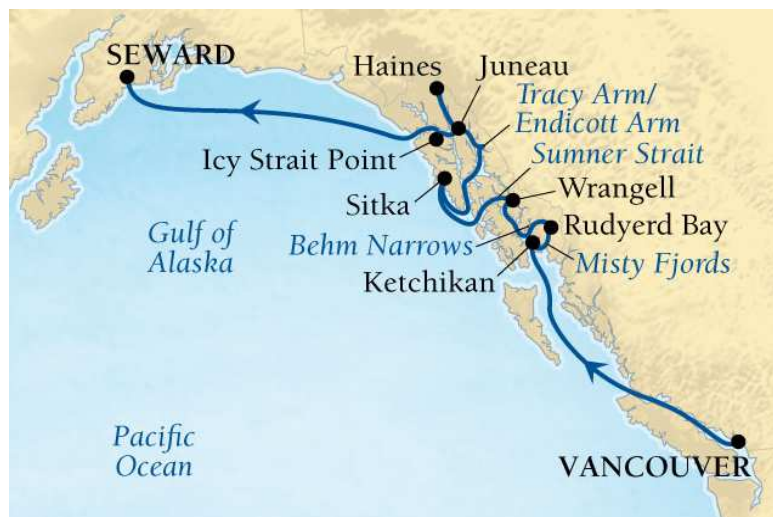 SEWARD
Haines
Juneau
Tracy Arm/
Endicott Arm
Icy Strait Point
Sumner Strait
Sitka
Wrangell
Rudyerd Bay
Gulf of
Alaska
Behm Narrows
Misty Fjords
Ketchikan
Pacific
Ocean
VANCOUVER